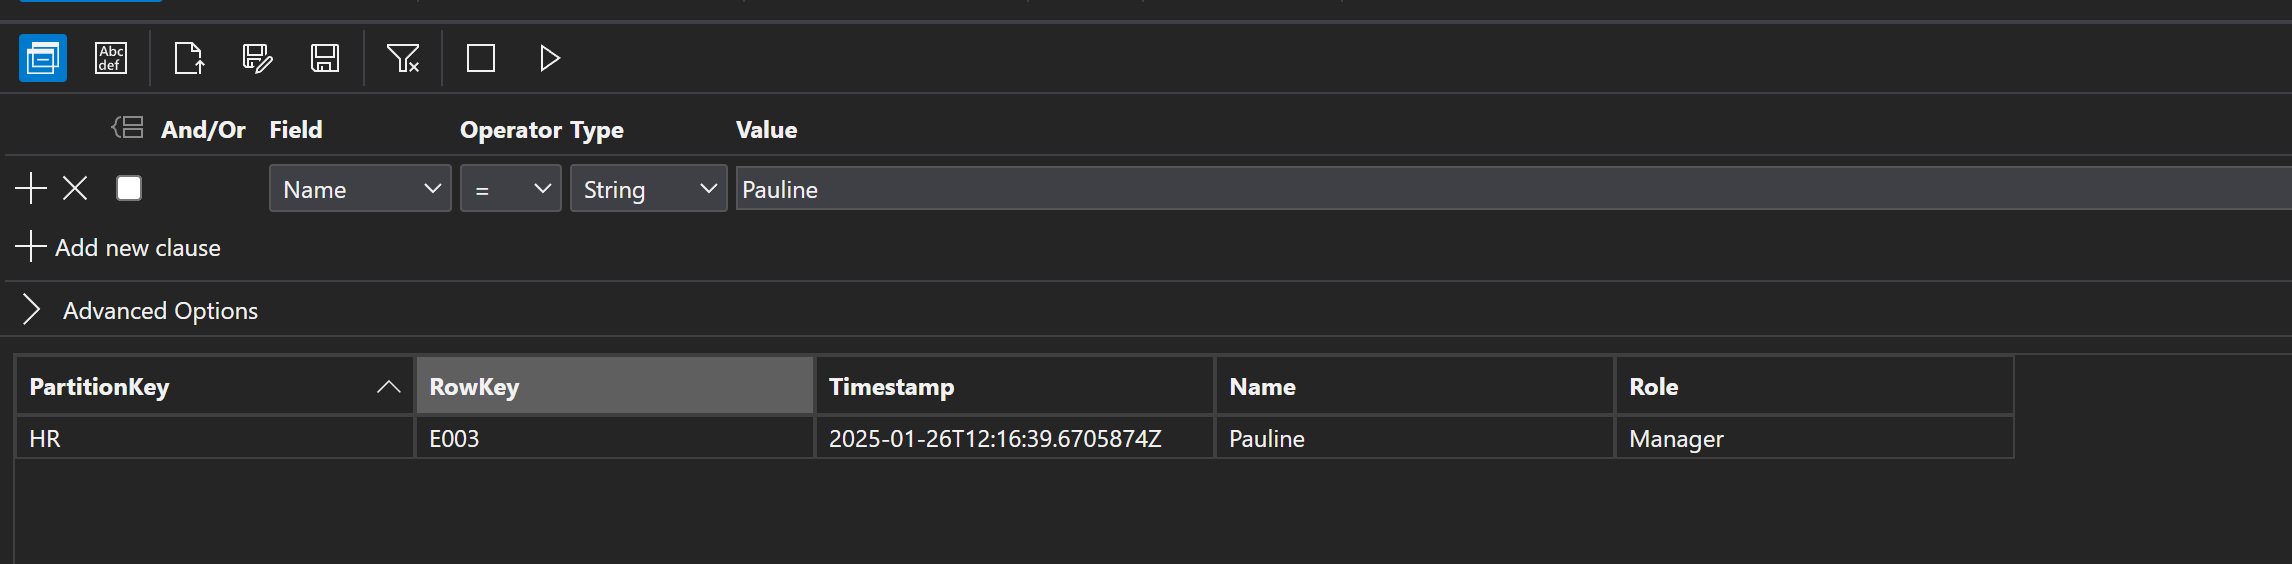 Abc
def
And/Or Field Operator Type Value
Name = String Pauline
Add new clause
Advanced Options
PartitionKey RowKey Timestamp Name Role
HR E003 2025-01-26T12:16:39.6705874Z Pauline Manager